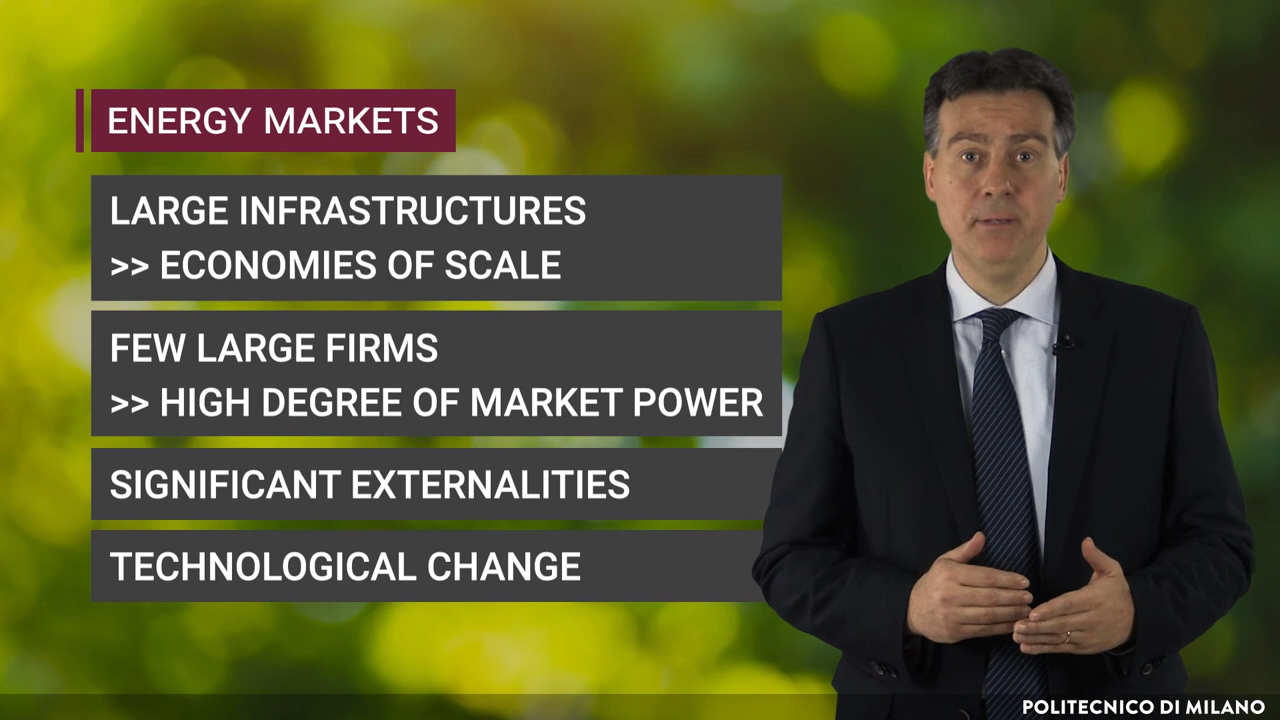 ENERGY MARKETS
LARGE INFRASTRUCTURES
>> ECONOMIES OF SCALE
FEW LARGE FIRMS
>> HIGH DEGREE OF MARKET POWER
SIGNIFICANT EXTERNALITIES
TECHNOLOGICAL CHANGE
POLITECNICO DI MILANO